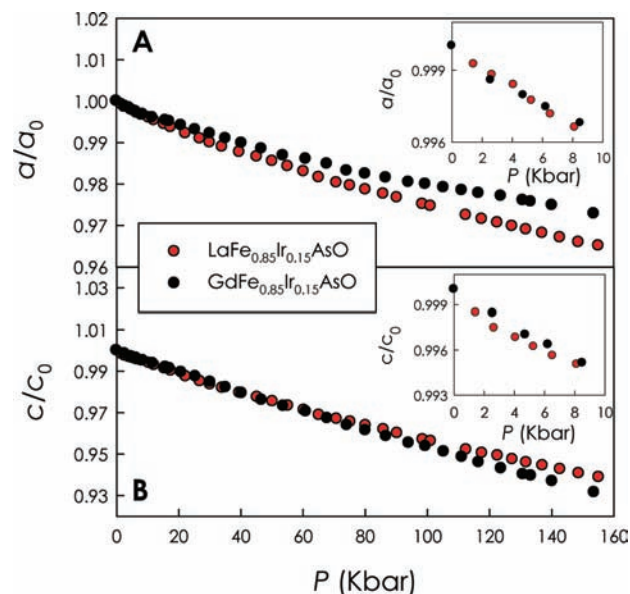 1.02
A
1.01
1.00
0.99
0.98
0.97
0.96
a/a₀
0.999
0.996
a/a₀
0 2 4 6 8 10
P (Kbar)
LaFe₀.₈₅Ir₀.₁₅AsO
GdFe₀.₈₅Ir₀.₁₅AsO
1.03
1.00
0.99
0.97
0.95
0.93
c/c₀
B
0.999
0.996
0.993
c/c₀
0 2 4 6 8 10
P (Kbar)
0 20 40 60 80 100 120 140 160
P (Kbar)